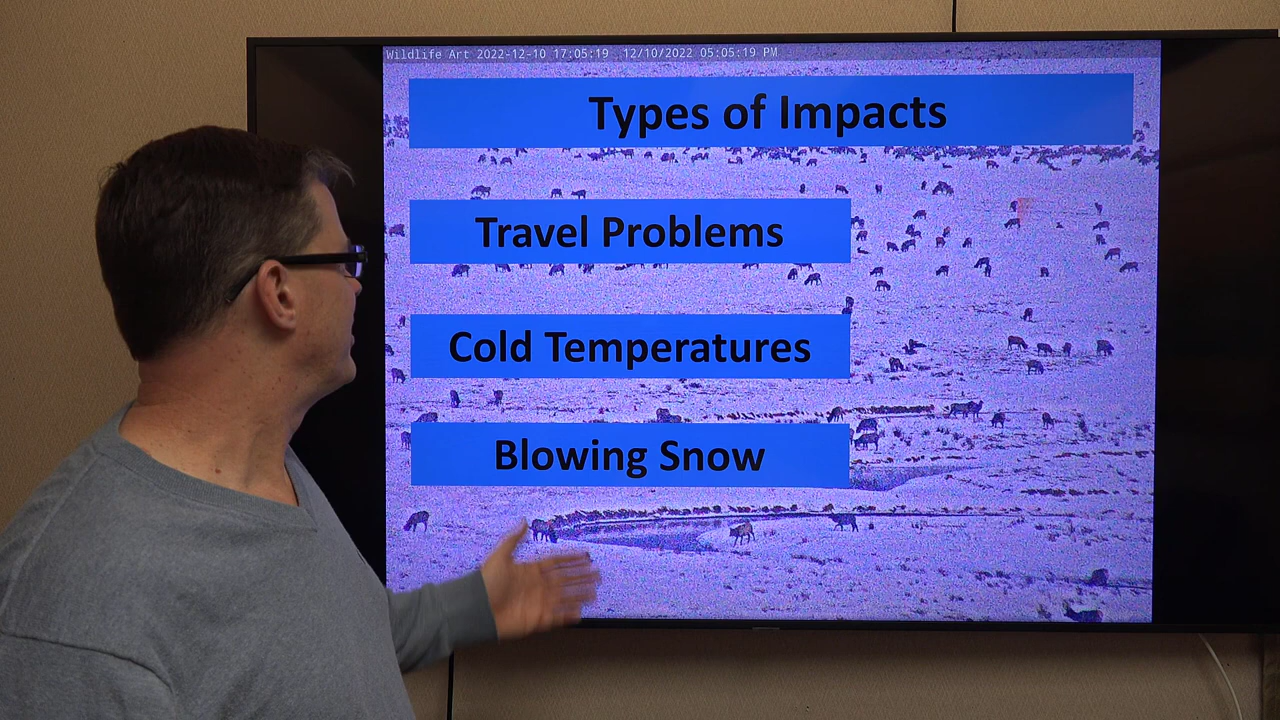 Wildlife Art 2022-12-10 17:05:19 12/10/2022 05:05:19 PM
Types of Impacts
Travel Problems
Cold Temperatures
Blowing Snow